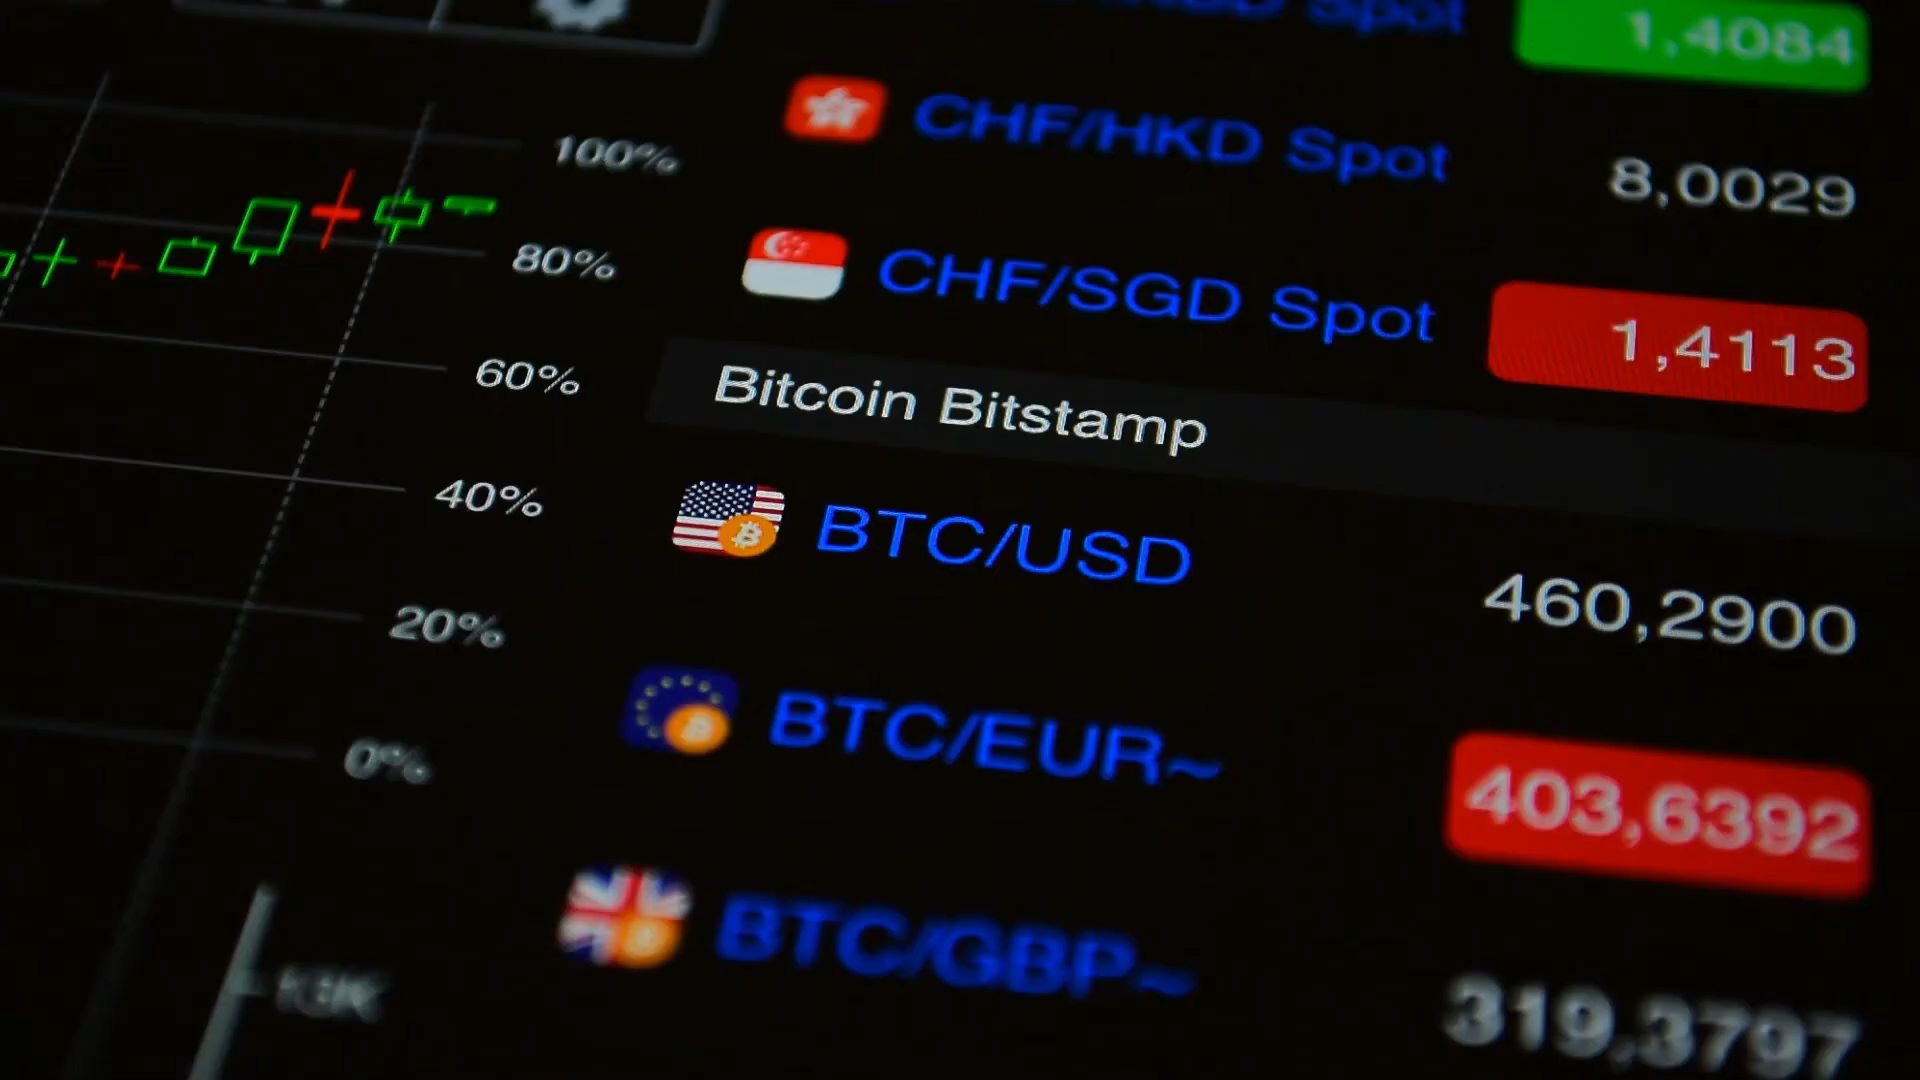 Spot 1,4084
CHF/HKD Spot 8,0029
CHF/SGD Spot 1,4113
Bitcoin Bitstamp
BTC/USD 460,2900
BTC/EUR~ 403,6392
BTC/GBP~ 319,3797
100%
80%
60%
40%
20%
0%